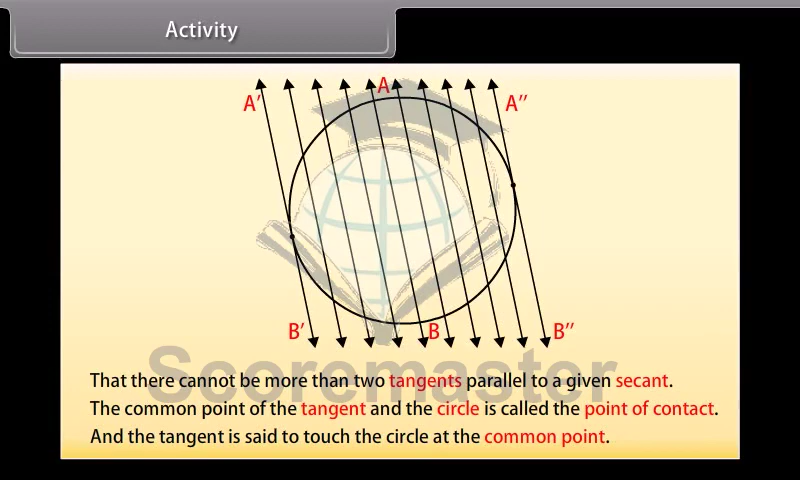 Activity
A
A′
A′′
B′
B
B′′
Scoremaster
That there cannot be more than two tangents parallel to a given secant.
The common point of the tangent and the circle is called the point of contact.
And the tangent is said to touch the circle at the common point.